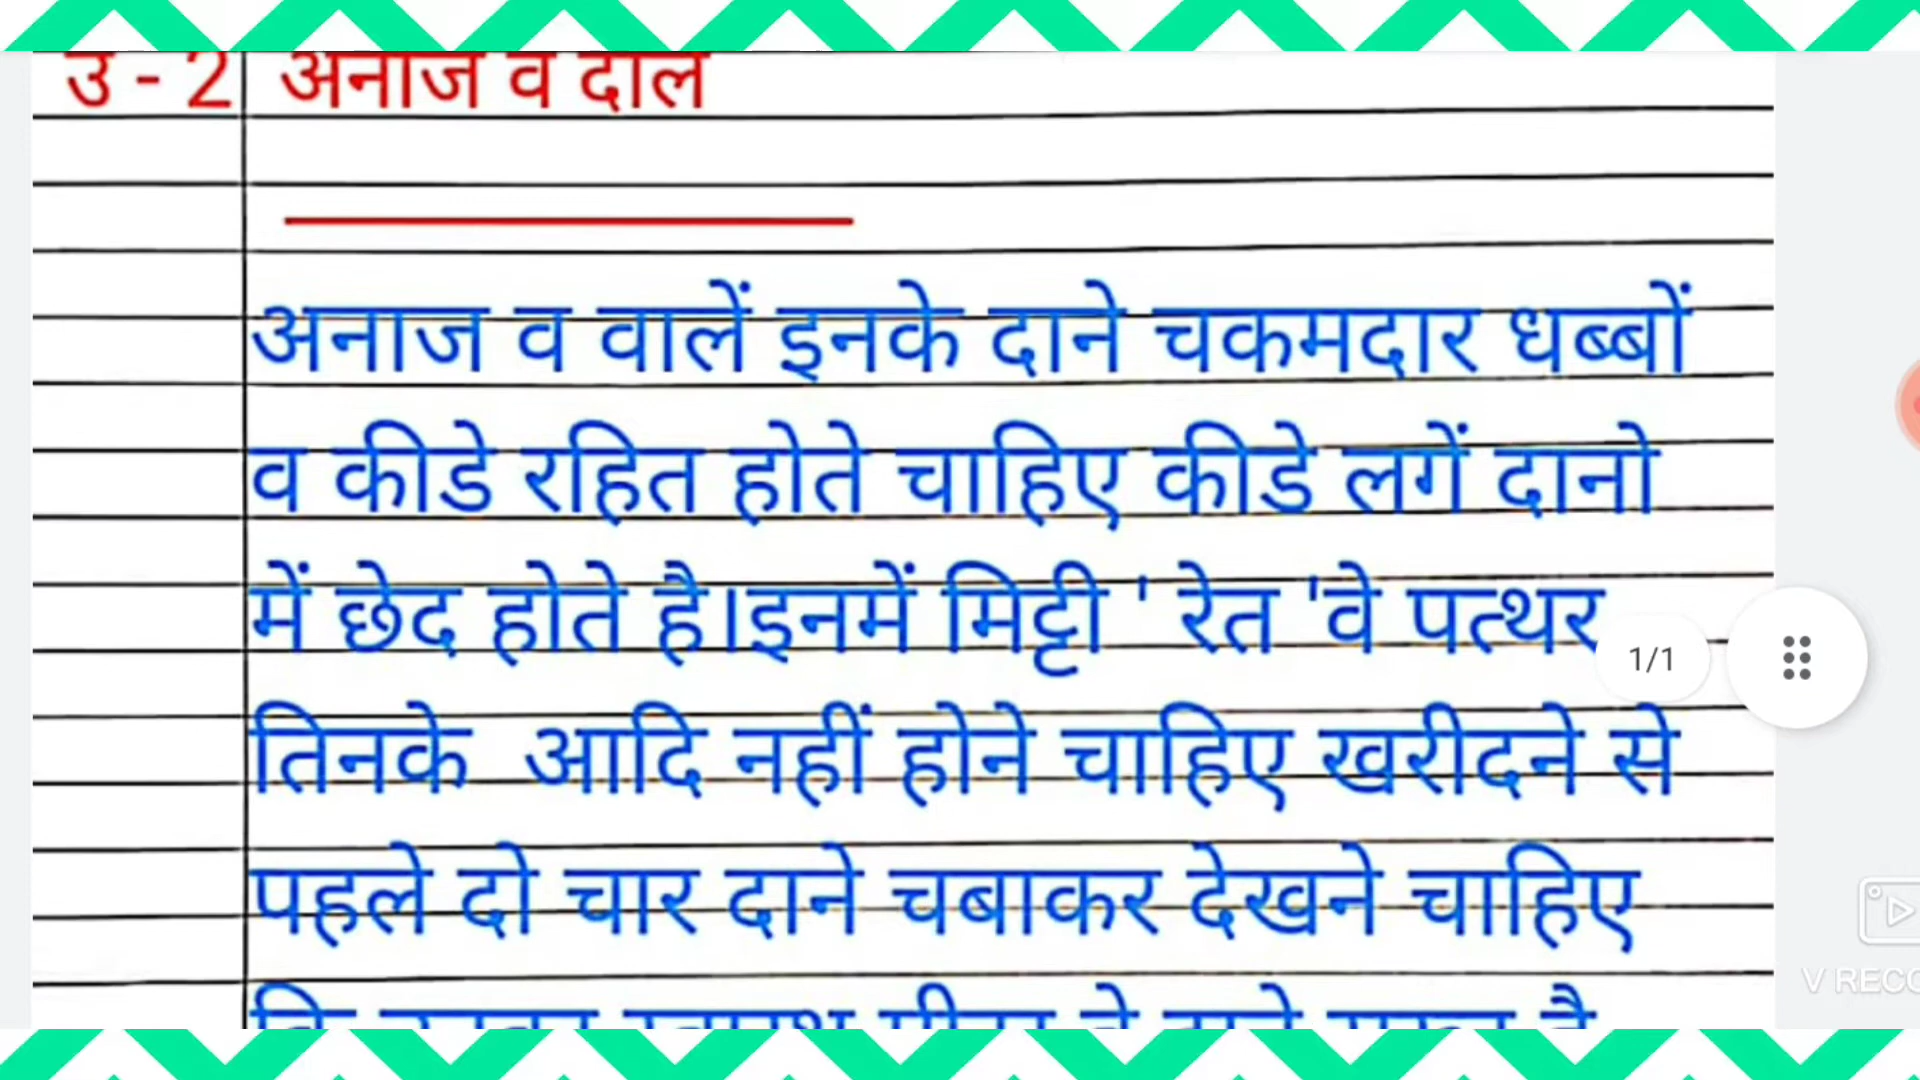 उ - 2 अनाज व दाल
अनाज व वालें इनके दाने चकमदार धब्बों
व कीडे रहित होते चाहिए कीडे लगें दानो
में छेद होते है।इनमें मिट्टी ' रेत 'वे पत्थर
1/1
तिनके आदि नहीं होने चाहिए खरीदने से
पहले दो चार दाने चबाकर देखने चाहिए
V RECO